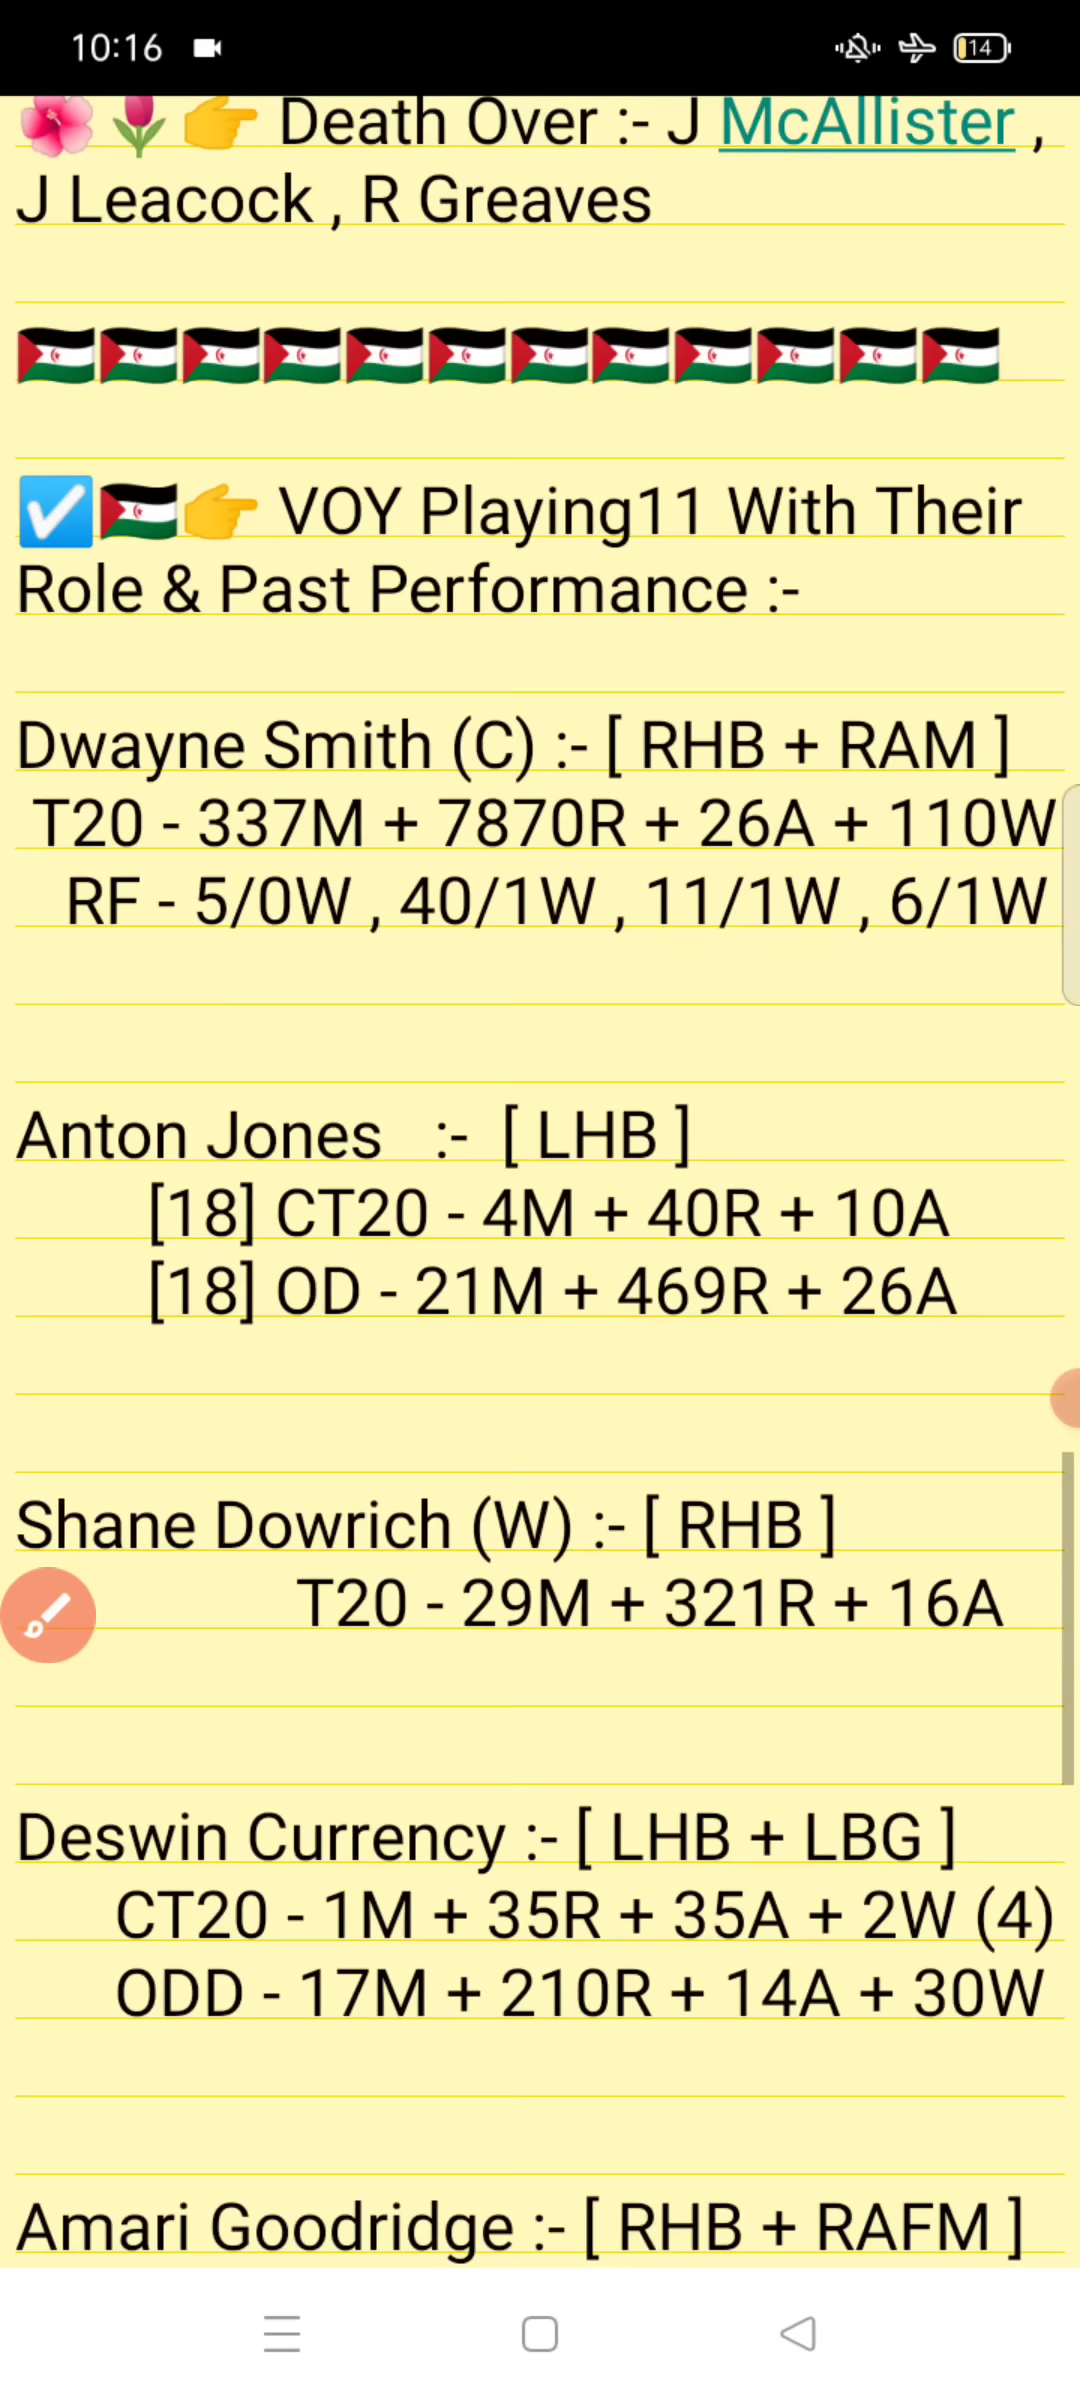 10:16 14
🌺🌷👉 Death Over :- J McAllister ,
J Leacock , R Greaves
🇪🇭🇪🇭🇪🇭🇪🇭🇪🇭🇪🇭🇪🇭🇪🇭🇪🇭🇪🇭🇪🇭🇪🇭
☑️🇪🇭👉 VOY Playing11 With Their
Role & Past Performance :-
Dwayne Smith (C) :- [ RHB + RAM ]
T20 - 337M + 7870R + 26A + 110W
RF - 5/0W , 40/1W , 11/1W , 6/1W
Anton Jones :- [ LHB ]
[18] CT20 - 4M + 40R + 10A
[18] OD - 21M + 469R + 26A
Shane Dowrich (W) :- [ RHB ]
T20 - 29M + 321R + 16A
Deswin Currency :- [ LHB + LBG ]
CT20 - 1M + 35R + 35A + 2W (4)
ODD - 17M + 210R + 14A + 30W
Amari Goodridge :- [ RHB + RAFM ]